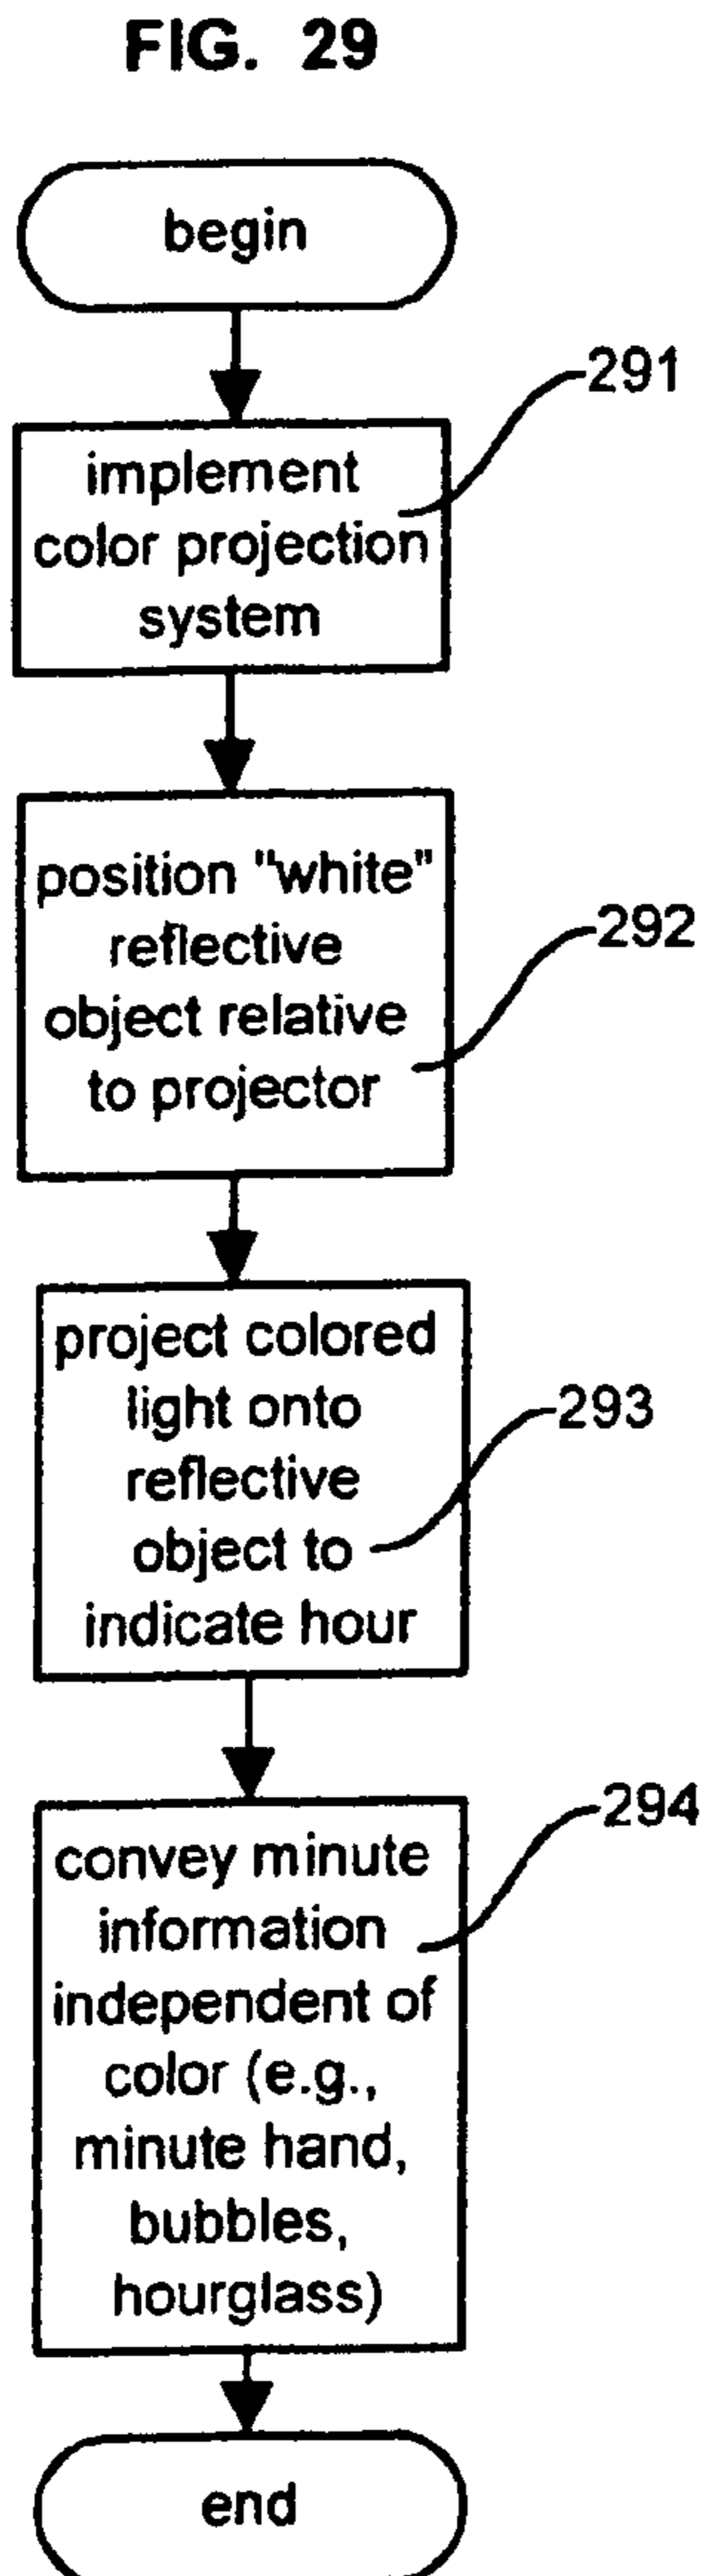 FIG. 29
begin
291
implement
color projection
system
position "white"
reflective
object relative
to projector
292
project colored
light onto
reflective
object to
indicate hour
293
convey minute
information
independent of
color (e.g.,
minute hand,
bubbles,
hourglass)
294
end